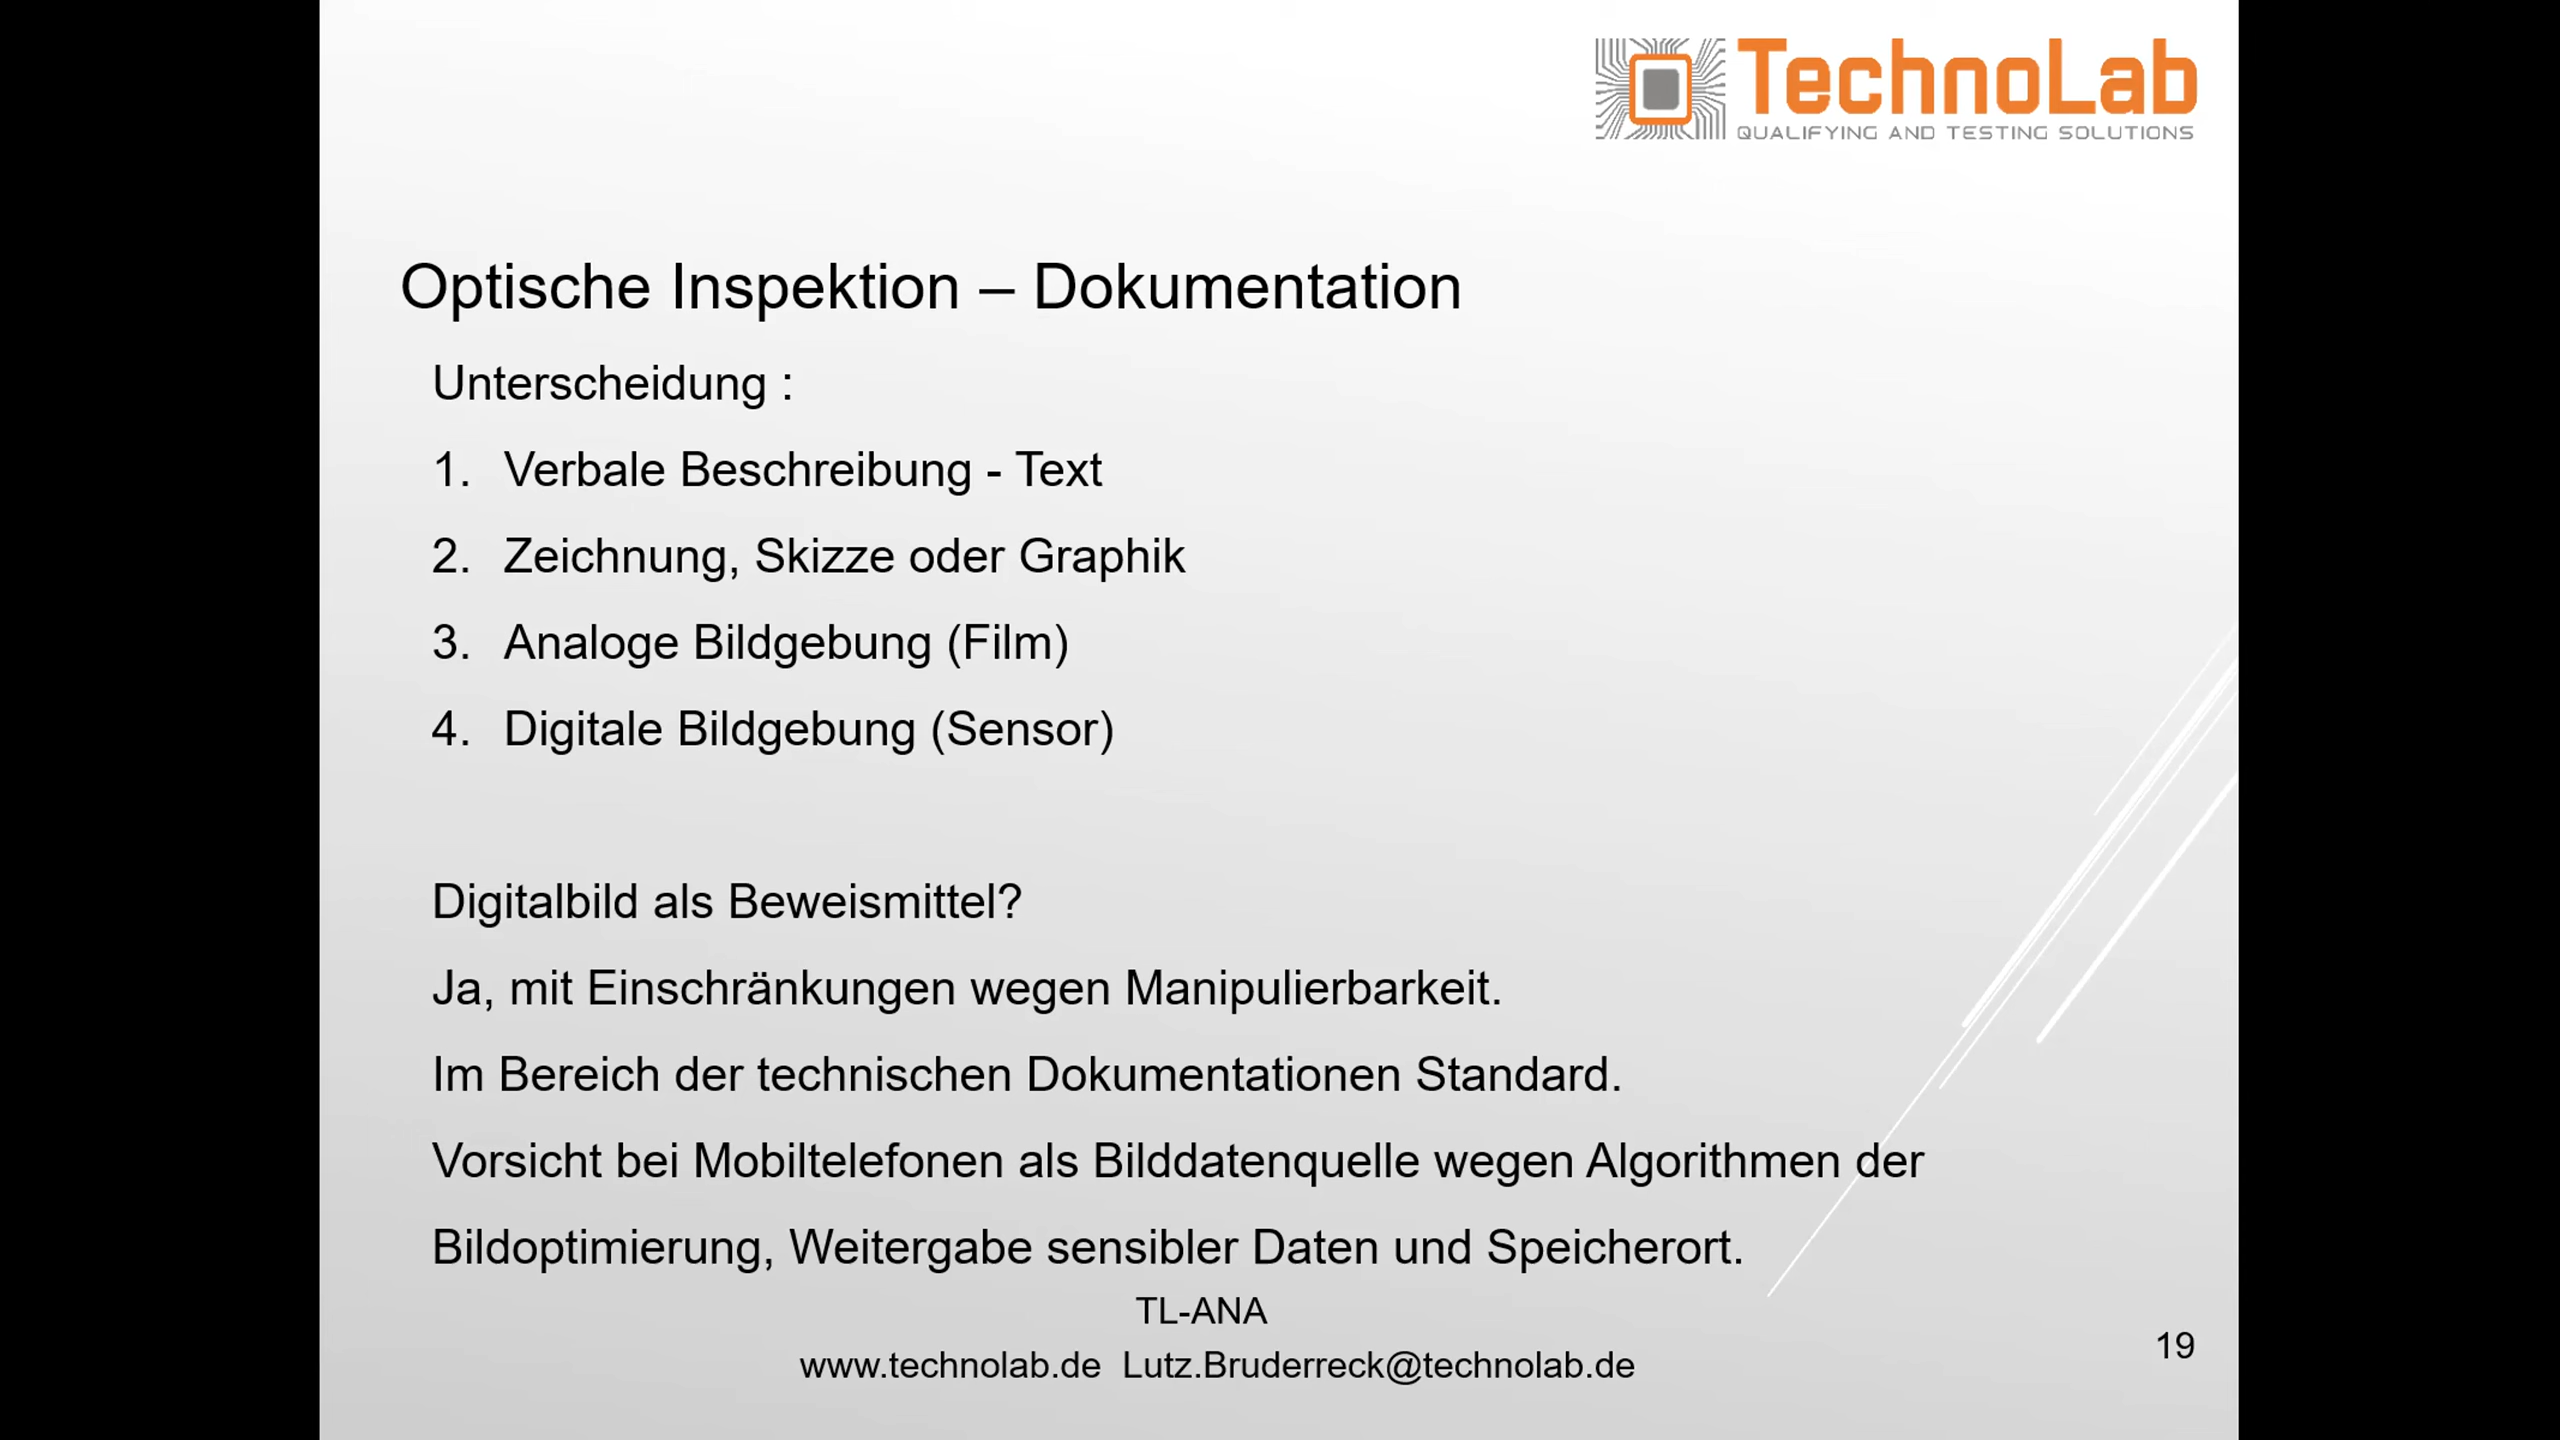 TechnoLab
QUALIFYING AND TESTING SOLUTIONS
Optische Inspektion – Dokumentation
Unterscheidung :
1. Verbale Beschreibung - Text
2. Zeichnung, Skizze oder Graphik
3. Analoge Bildgebung (Film)
4. Digitale Bildgebung (Sensor)
Digitalbild als Beweismittel?
Ja, mit Einschränkungen wegen Manipulierbarkeit.
Im Bereich der technischen Dokumentationen Standard.
Vorsicht bei Mobiltelefonen als Bilddatenquelle wegen Algorithmen der
Bildoptimierung, Weitergabe sensibler Daten und Speicherort.
TL-ANA
www.technolab.de Lutz.Bruderreck@technolab.de
19